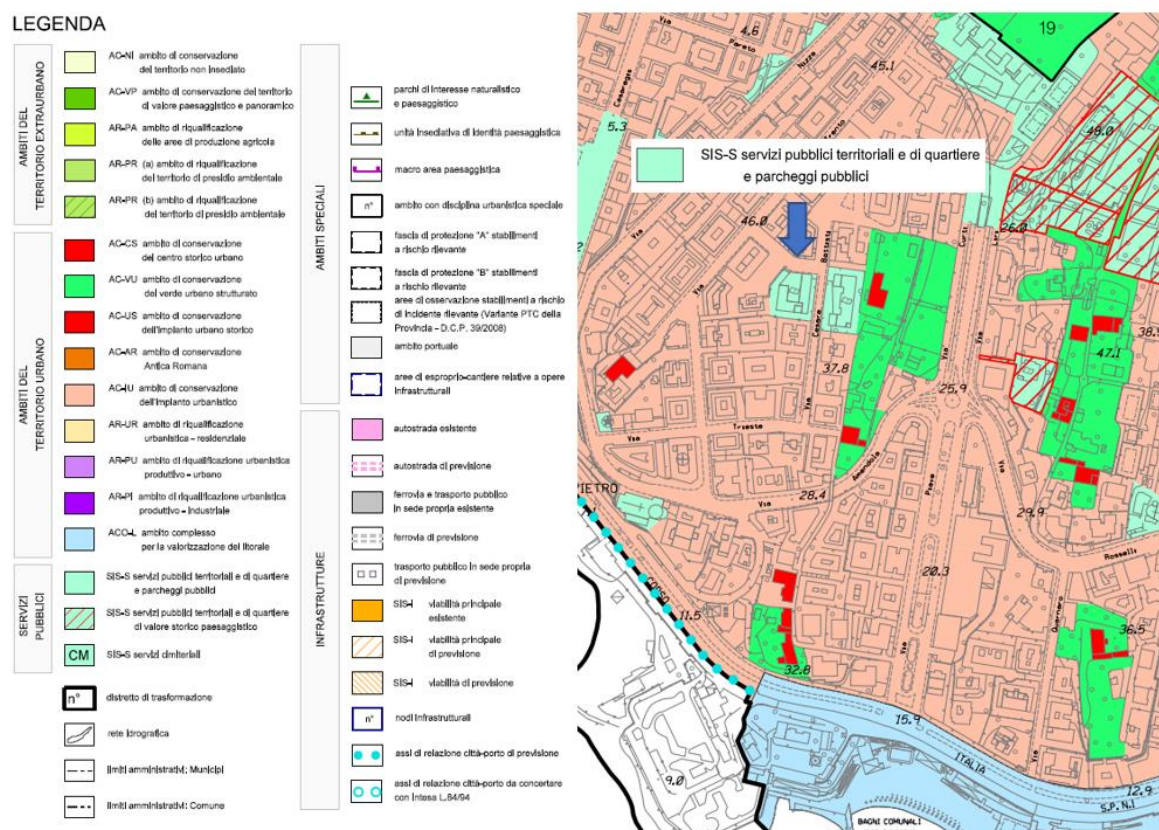 LEGENDA
AMBITI DEL
TERRITORIO EXTRAURBANO
AC-NI ambito di conservazione
del territorio non insediato
AC-VP ambito di conservazione del territorio
di valore paesaggistico e panoramico
AR-PA ambito di riqualificazione
delle aree di produzione agricola
AR-PR (a) ambito di riqualificazione
del territorio di presidio ambientale
AR-PR (b) ambito di riqualificazione
del territorio di presidio ambientale
AMBITI DEL
TERRITORIO URBANO
AC-CS ambito di conservazione
del centro storico urbano
AC-VU ambito di conservazione
del verde urbano strutturato
AC-US ambito di conservazione
dell'impianto urbano storico
AC-AR ambito di conservazione
Antica Romana
AC-IU ambito di conservazione
dell'impianto urbanistico
AR-UR ambito di riqualificazione
urbanistica - residenziale
AR-PU ambito di riqualificazione urbanistica
produttivo - urbano
AR-PI ambito di riqualificazione urbanistica
produttivo - industriale
ACO-L ambito complesso
per la valorizzazione del litorale
SERVIZI
PUBBLICI
SIS-S servizi pubblici territoriali e di quartiere
e parcheggi pubblici
SIS-S servizi pubblici territoriali e di quartiere
di valore storico paesaggistico
CM SIS-S servizi cimiteriali
n° distretto di trasformazione
rete idrografica
limiti amministrativi: Municipi
limiti amministrativi: Comune
AMBITI SPECIALI
parchi di interesse naturalistico
e paesaggistico
unità insediativa di identità paesaggistica
macro area paesaggistica
n° ambito con disciplina urbanistica speciale
fascia di protezione "A" stabilimenti
a rischio rilevante
fascia di protezione "B" stabilimenti
a rischio rilevante
aree di osservazione stabilimenti a rischio
di incidente rilevante (Variante PTC della
Provincia - D.C.P. 39/2008)
ambito portuale
aree di esproprio-cantiere relative a opere
infrastrutturali
INFRASTRUTTURE
autostrada esistente
autostrada di previsione
ferrovia e trasporto pubblico
in sede propria esistente
ferrovia di previsione
trasporto pubblico in sede propria
di previsione
SIS-I viabilità principale
esistente
SIS-I viabilità principale
di previsione
SIS-I viabilità di previsione
n° nodi infrastrutturali
assi di relazione città-porto di previsione
assi di relazione città-porto da concertare
con intesa L.84/94
19
4.6
Via
Pareto
Nizza
45.1
Casaregis
Via
5.3
Trento
48.0
SIS-S servizi pubblici territoriali e di quartiere
e parcheggi pubblici
46.0
Via
Battisti
26.0
Cesare
37.8
Via
38.9
47.1
25.9
Via
Trieste
Via
Amendola
28.4
Via
Piave
Via
29.9
Rosselli
VIETRO
20.3
CORSO
11.5
Quarnaro
36.5
32.8
Via
Via
15.9
ITALIA
9.0
12.9
S.P.N.1
BAGNI COMUNALI